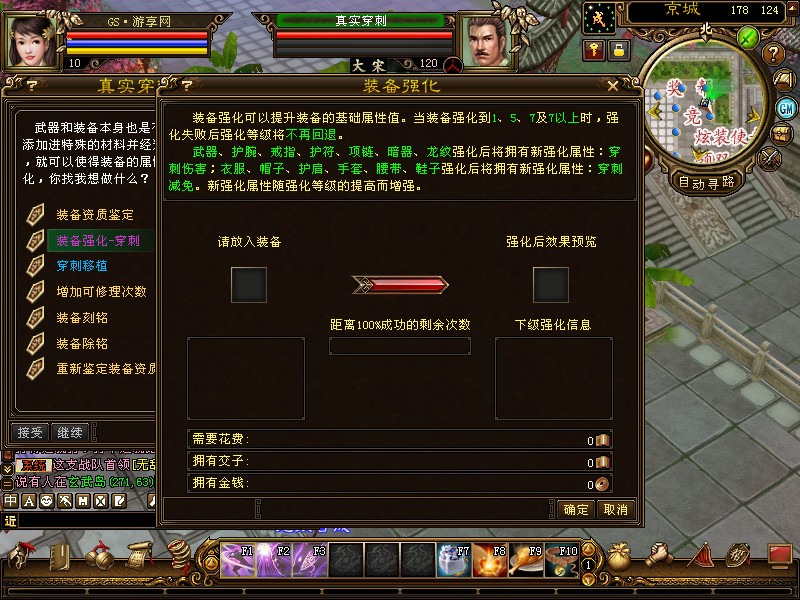 GS·游享网
10
真实穿刺
大宋
120
戌
京城
178 124
北
GM
自动寻路
真实穿
武器和装备本身也是
添加进特殊的材料并经
，就可以使得装备的属
化，你找我想做什么？
装备资质鉴定
装备强化-穿刺
穿刺移植
增加可修理次数
装备刻铭
装备除铭
重新鉴定装备资质
接受
继续
装备强化
装备强化可以提升装备的基础属性值。当装备强化到1、5、7及7以上时，强
化失败后强化等级将不再回退。
武器、护腕、戒指、护符、项链、暗器、龙纹强化后将拥有新强化属性：穿
刺伤害；衣服、帽子、护肩、手套、腰带、鞋子强化后将拥有新强化属性：穿刺
减免。新强化属性随强化等级的提高而增强。
请放入装备
强化后效果预览
距离100%成功的剩余次数
下级强化信息
需要花费：
0
拥有交子：
0
拥有金钱：
0
确定
取消
系统 这支战队首领[无敌
说有人在玄武岛(271,63)
中 A
近
F1 F2 F3 F7 F8 F9 F10
1